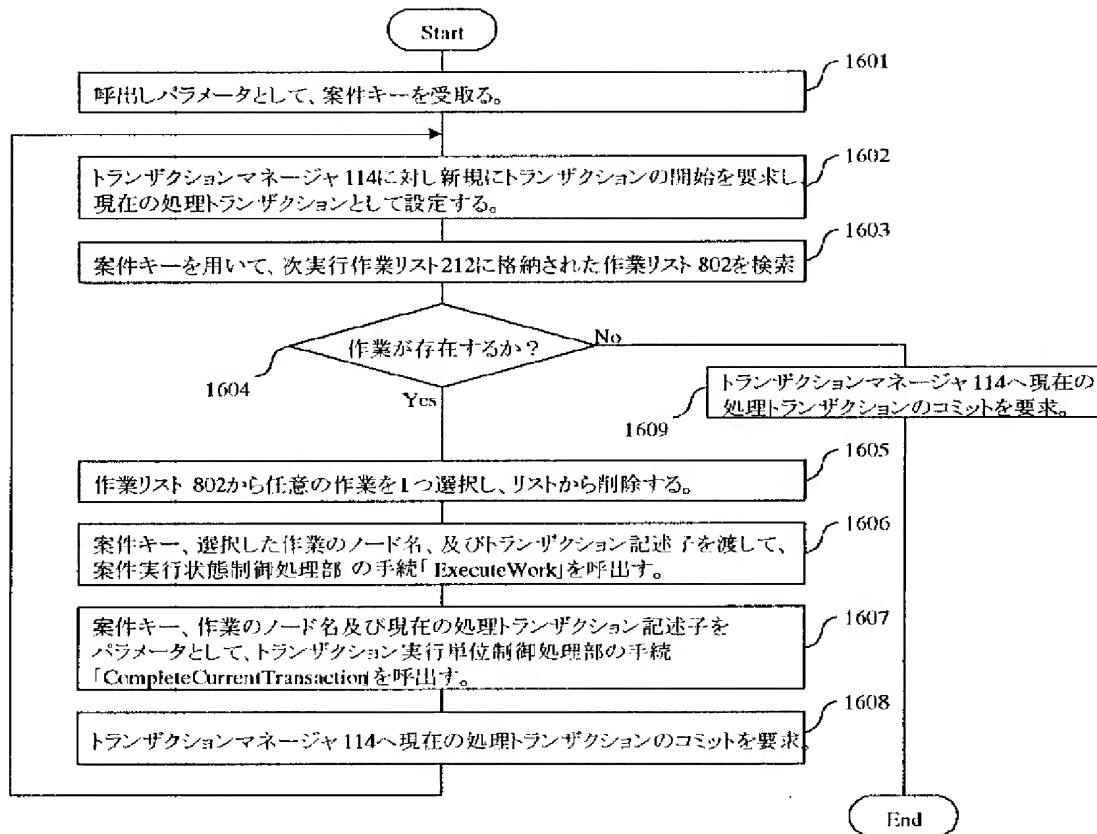 Start
1601
呼出しパラメータとして、案件キーを受取る。
1602
トランザクションマネージャ114に対し新規にトランザクションの開始を要求し、
現在の処理トランザクションとして設定する。
1603
案件キーを用いて、次実行作業リスト212に格納された作業リスト802を検索
作業が存在するか？
No
1604
Yes
トランザクションマネージャ114へ現在の
処理トランザクションのコミットを要求。
1609
1605
作業リスト802から任意の作業を1つ選択し、リストから削除する。
1606
案件キー、選択した作業のノード名、及びトランザクション記述子を渡して、
案件実行状態制御処理部 の手続「ExecuteWork」を呼出す。
1607
案件キー、作業のノード名及び現在の処理トランザクション記述子を
パラメータとして、トランザクション実行単位制御処理部の手続
「CompleteCurrentTransaction」を呼出す。
1608
トランザクションマネージャ114へ現在の処理トランザクションのコミットを要求。
End